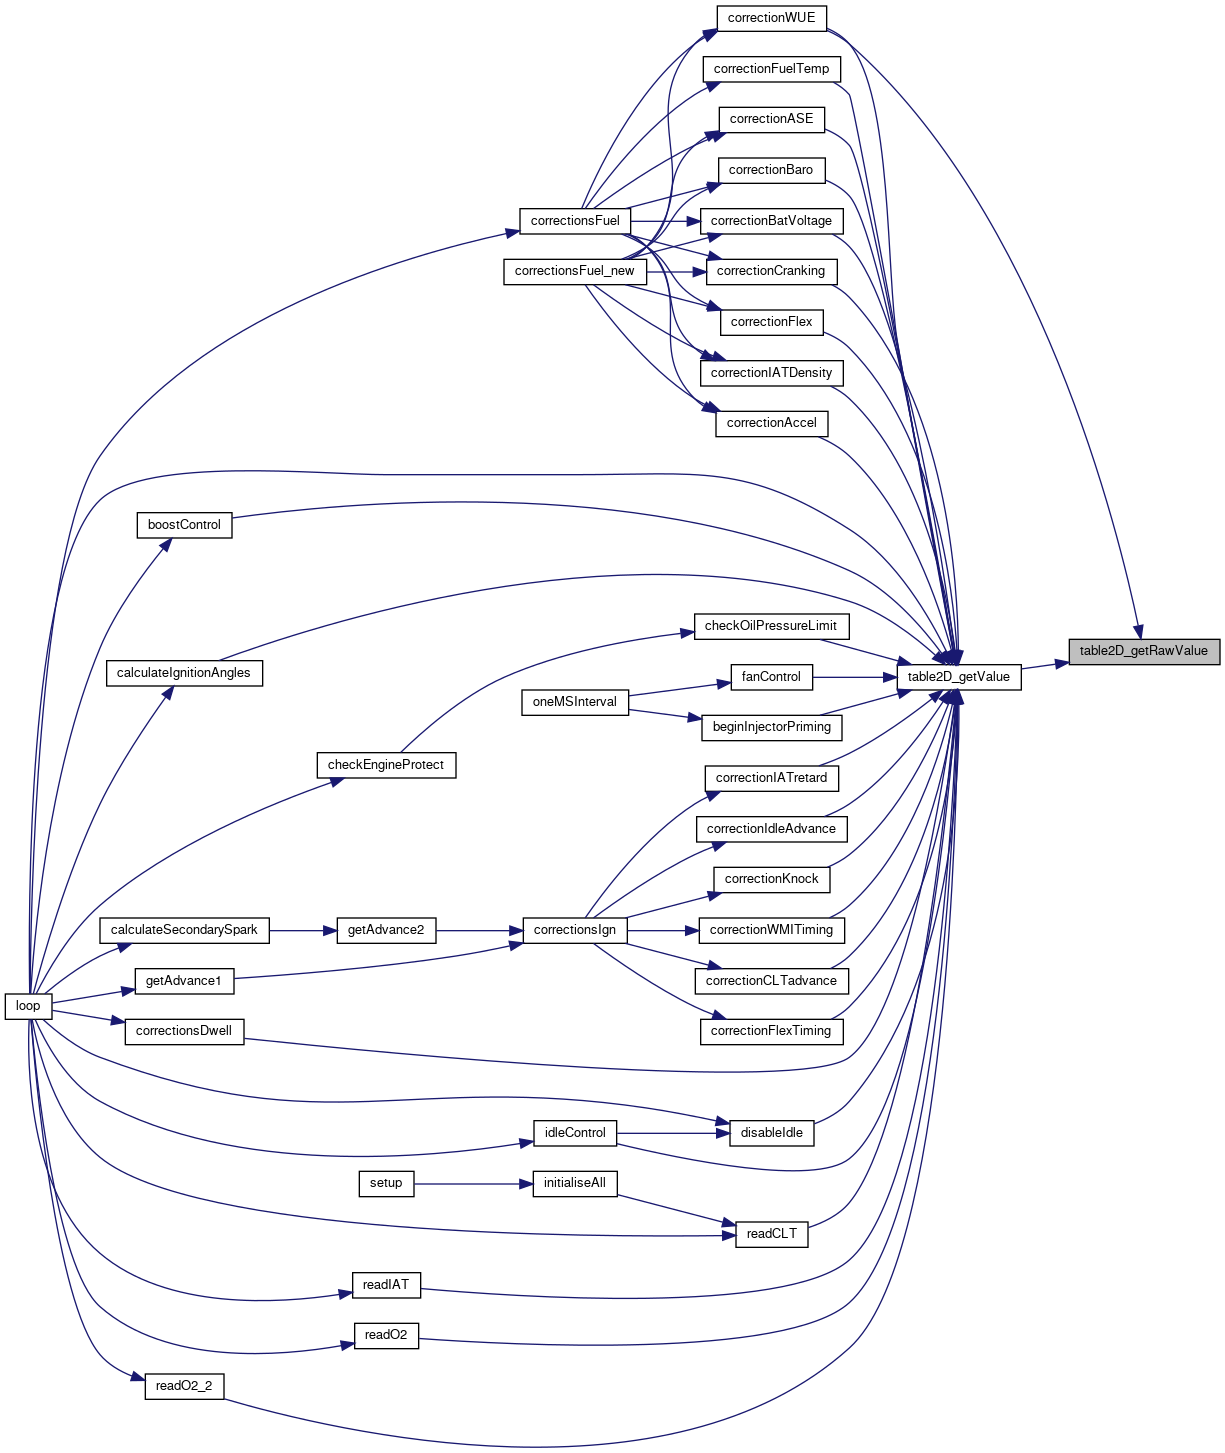 correctionWUE
correctionFuelTemp
correctionASE
correctionBaro
correctionsFuel
correctionBatVoltage
correctionsFuel_new
correctionCranking
correctionFlex
correctionIATDensity
correctionAccel
boostControl
checkOilPressureLimit
table2D_getRawValue
calculateIgnitionAngles
fanControl
table2D_getValue
oneMSInterval
beginInjectorPriming
checkEngineProtect
correctionIATretard
correctionIdleAdvance
correctionKnock
calculateSecondarySpark
getAdvance2
correctionsIgn
correctionWMITiming
getAdvance1
correctionCLTadvance
loop
correctionsDwell
correctionFlexTiming
idleControl
disableIdle
setup
initialiseAll
readCLT
readIAT
readO2
readO2_2